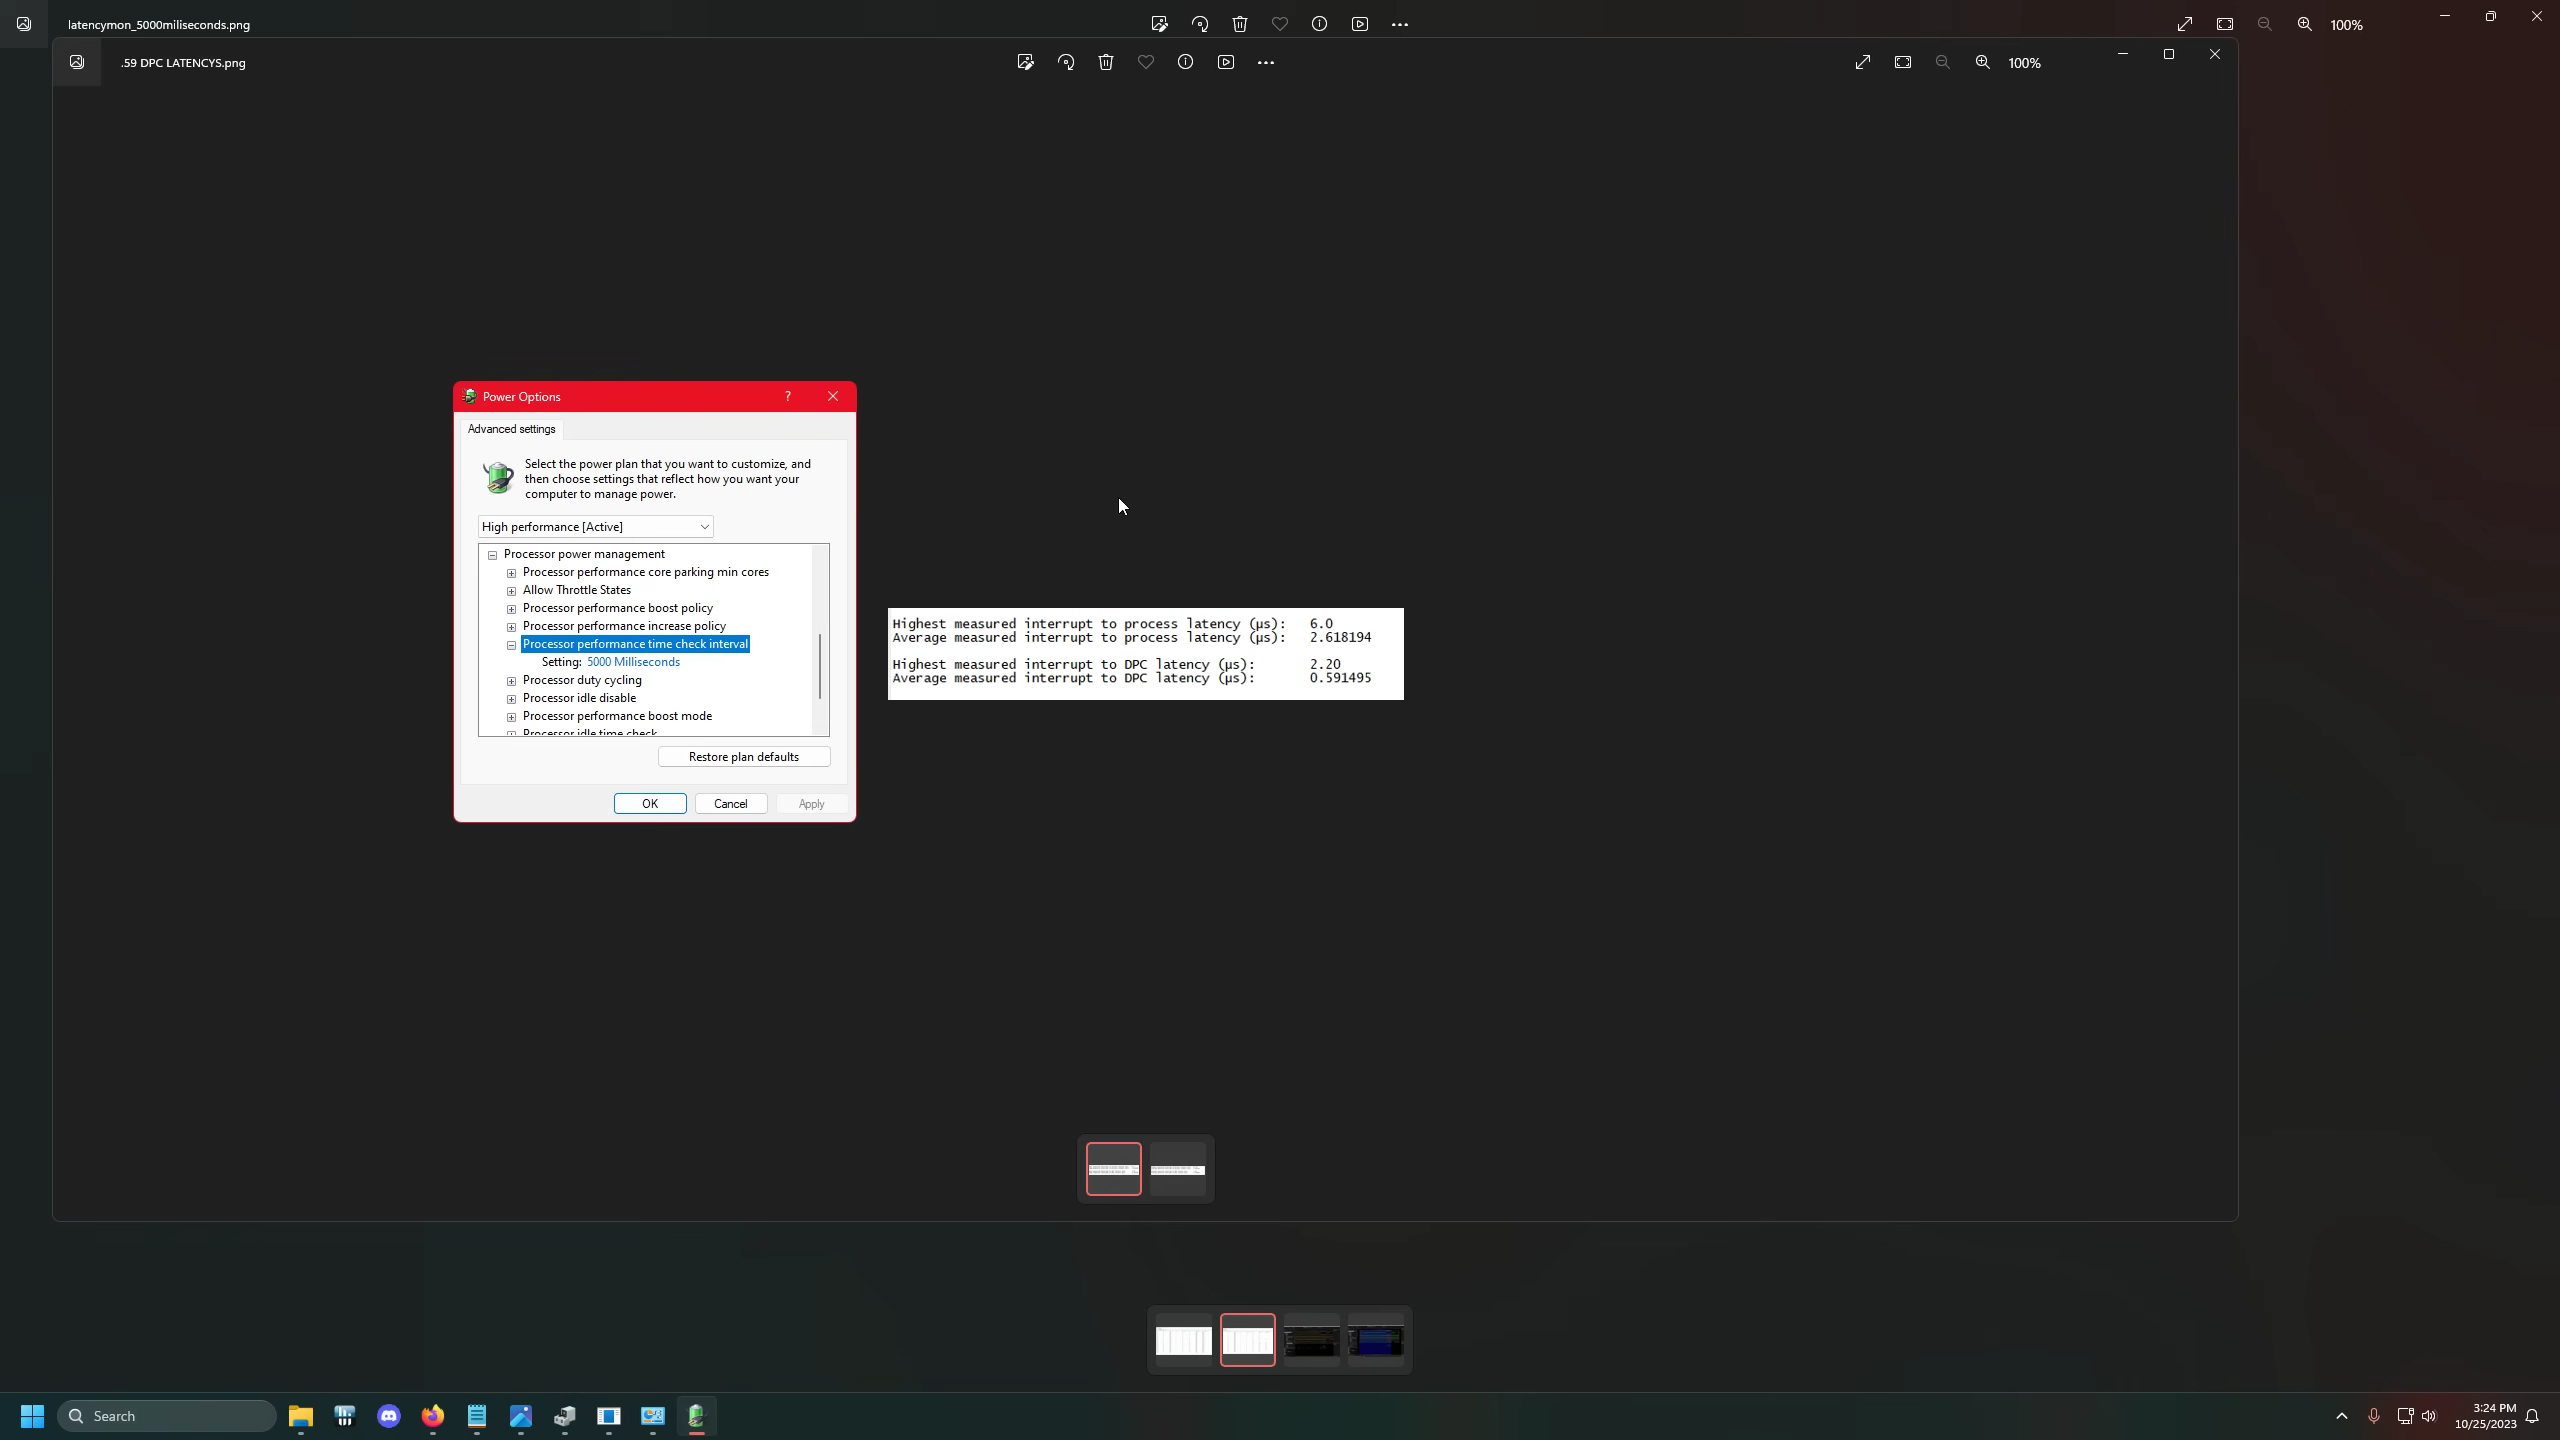 latencymon_5000miliseconds.png
100%
.59 DPC LATENCYS.png
100%
Power Options
?
Advanced settings
Select the power plan that you want to customize, and
then choose settings that reflect how you want your
computer to manage power.
High performance [Active]
Processor power management
Processor performance core parking min cores
Allow Throttle States
Processor performance boost policy
Processor performance increase policy
Processor performance time check interval
Setting: 5000 Milliseconds
Processor duty cycling
Processor idle disable
Processor performance boost mode
Processor idle time check
Restore plan defaults
OK Cancel Apply
Highest measured interrupt to process latency (µs): 6.0
Average measured interrupt to process latency (µs): 2.618194
Highest measured interrupt to DPC latency (µs): 2.20
Average measured interrupt to DPC latency (µs): 0.591495
Search
3:24 PM
10/25/2023